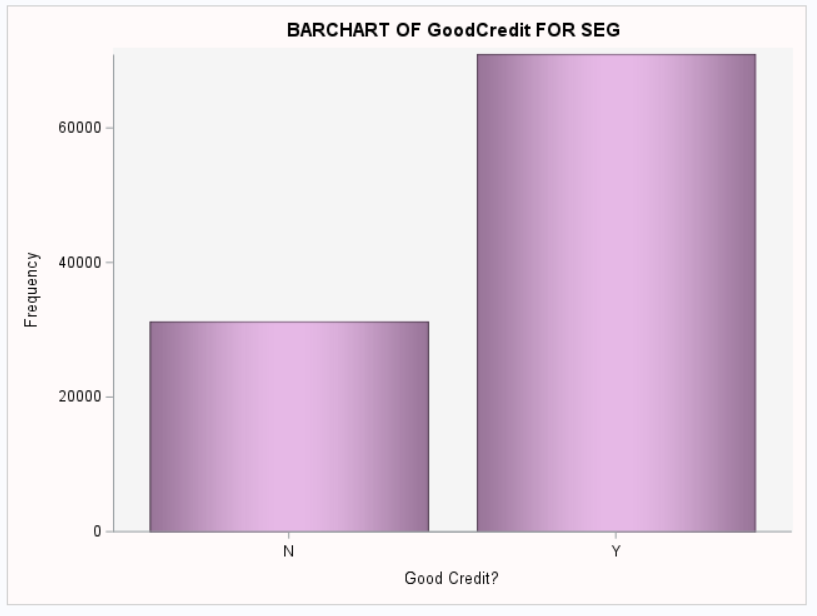 BARCHART OF GoodCredit FOR SEG
60000
40000
20000
0
Frequency
N Y
Good Credit?